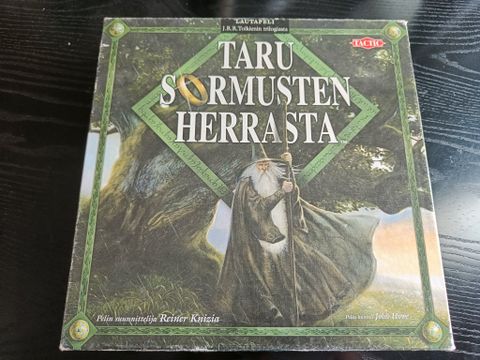 LAUTAPELI
J.R.R.Tolkienin trilogiasta
TACTIC
TARU
SORMUSTEN
HERRASTA
Pelin suunnittelija Reiner Knizia
John Howe